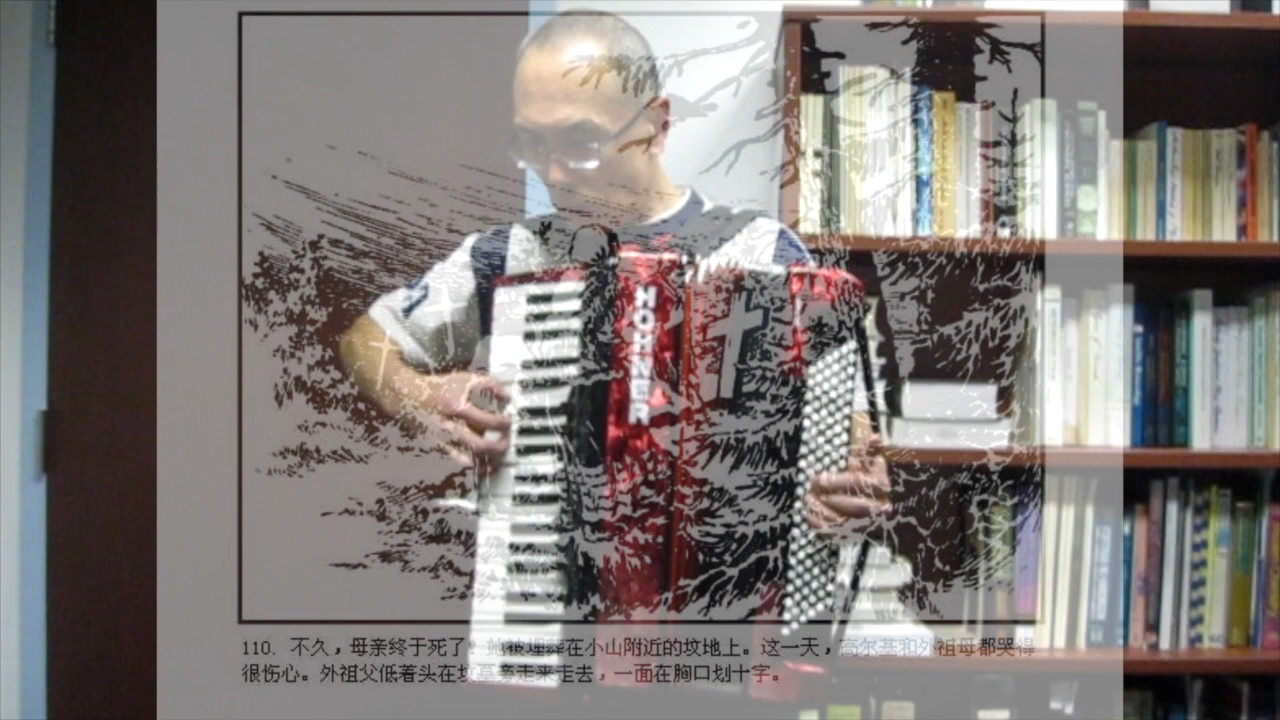 HOHNER
110. 不久，母亲终于死了，她被埋葬在小山附近的坟地上。这一天，高尔基和外祖母都哭得
很伤心。外祖父低着头在坟墓旁走来走去，一面在胸口划十字。